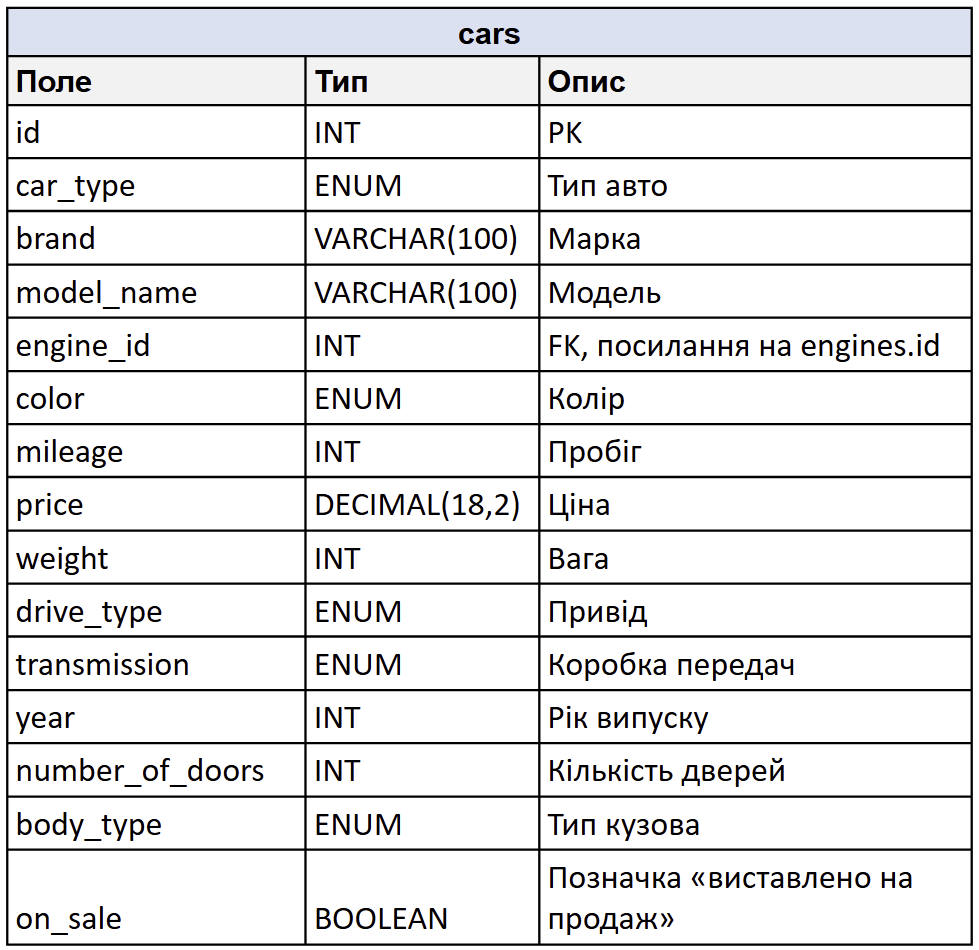 cars
Поле Тип Опис
id INT PK
car_type ENUM Тип авто
brand VARCHAR(100) Марка
model_name VARCHAR(100) Модель
engine_id INT FK, посилання на engines.id
color ENUM Колір
mileage INT Пробіг
price DECIMAL(18,2) Ціна
weight INT Вага
drive_type ENUM Привід
transmission ENUM Коробка передач
year INT Рік випуску
number_of_doors INT Кількість дверей
body_type ENUM Тип кузова
Позначка «виставлено на
on_sale BOOLEAN продаж»